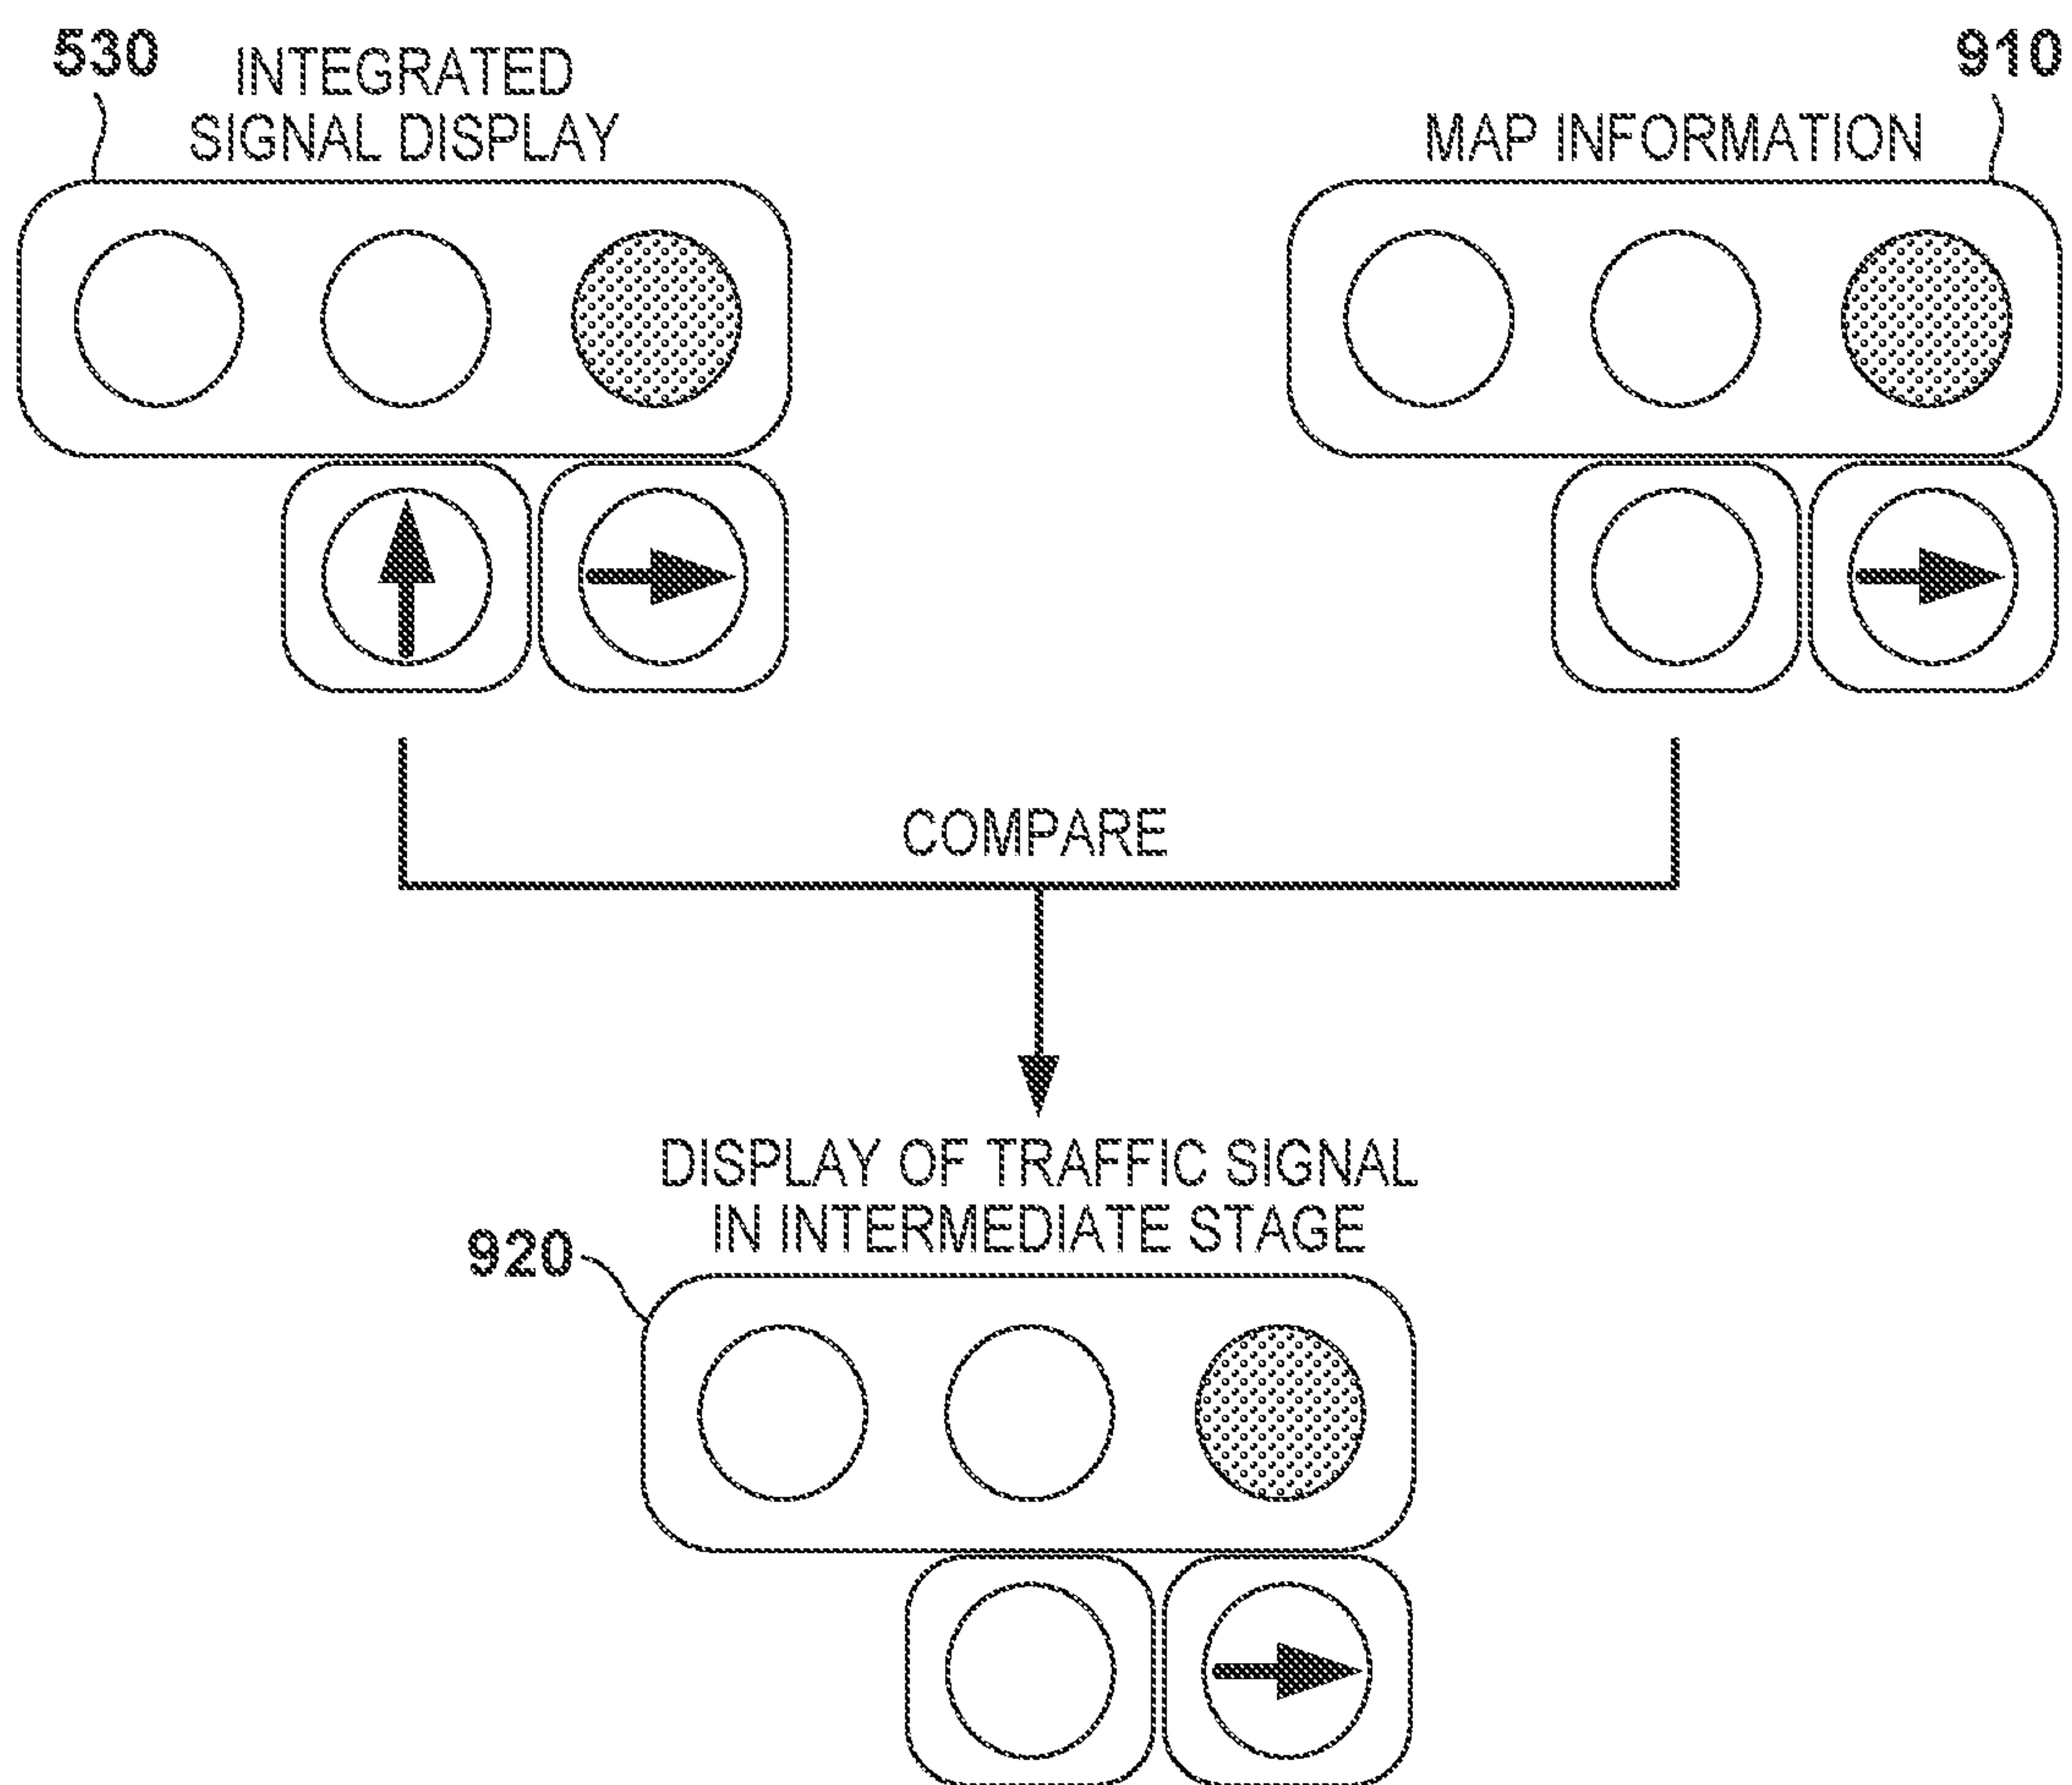 530
INTEGRATED
SIGNAL DISPLAY
910
MAP INFORMATION
COMPARE
DISPLAY OF TRAFFIC SIGNAL
IN INTERMEDIATE STAGE
920